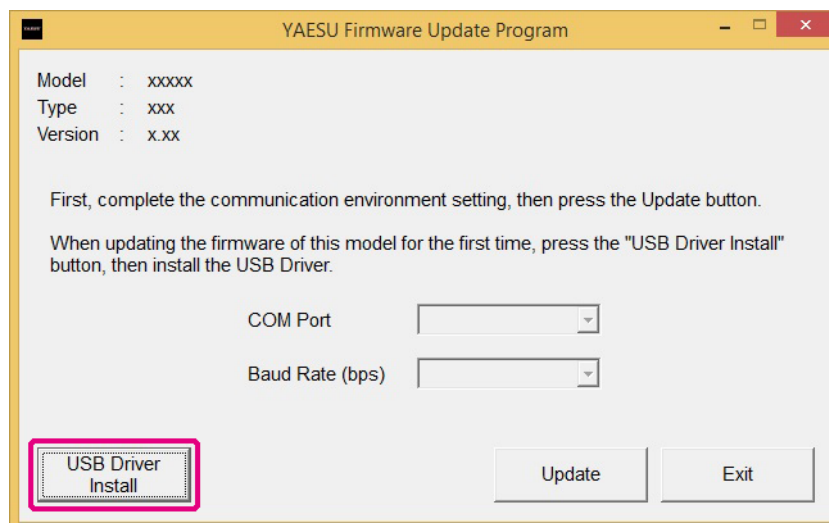 YAESU Firmware Update Program
Model : xxxxx
Type : xxx
Version : x.xx
First, complete the communication environment setting, then press the Update button.
When updating the firmware of this model for the first time, press the "USB Driver Install"
button, then install the USB Driver.
COM Port
Baud Rate (bps)
USB Driver
Install
Update
Exit